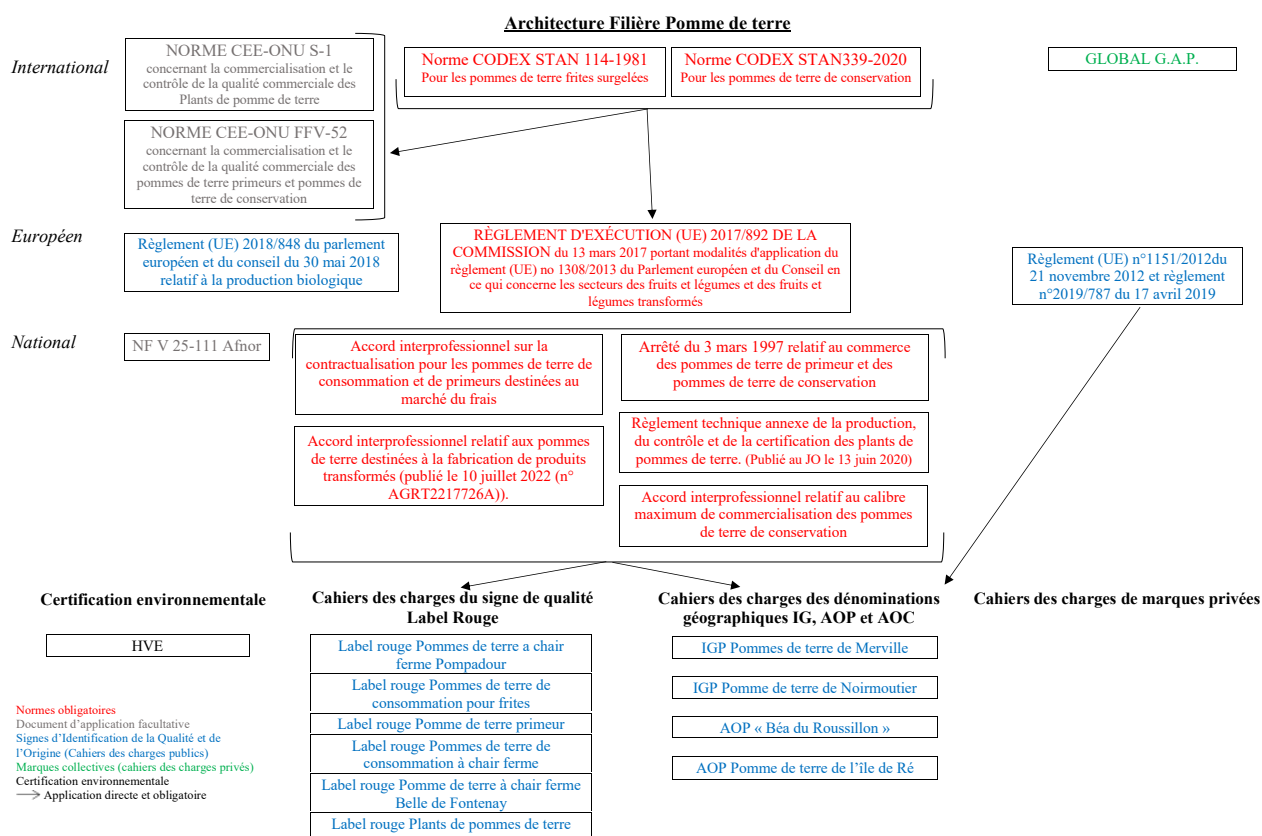 Architecture Filière Pomme de terre
International
NORME CEE-ONU S-1
concernant la commercialisation et le
contrôle de la qualité commerciale des
Plants de pomme de terre
Norme CODEX STAN 114-1981
Pour les pommes de terre frites surgelées
Norme CODEX STAN339-2020
Pour les pommes de terre de conservation
GLOBAL G.A.P.
NORME CEE-ONU FFV-52
concernant la commercialisation et le
contrôle de la qualité commerciale des
pommes de terre primeurs et pommes de
terre de conservation
Européen
Règlement (UE) 2018/848 du parlement
européen et du conseil du 30 mai 2018
relatif à la production biologique
RÈGLEMENT D'EXÉCUTION (UE) 2017/892 DE LA
COMMISSION du 13 mars 2017 portant modalités d'application du
règlement (UE) no 1308/2013 du Parlement européen et du Conseil en
ce qui concerne les secteurs des fruits et légumes et des fruits et
légumes transformés
Règlement (UE) n°1151/2012du
21 novembre 2012 et règlement
n°2019/787 du 17 avril 2019
National
NF V 25-111 Afnor
Accord interprofessionnel sur la
contractualisation pour les pommes de terre de
consommation et de primeurs destinées au
marché du frais
Arrêté du 3 mars 1997 relatif au commerce
des pommes de terre de primeur et des
pommes de terre de conservation
Accord interprofessionnel relatif aux pommes
de terre destinées à la fabrication de produits
transformés (publié le 10 juillet 2022 (n°
AGRT2217726A)).
Règlement technique annexe de la production,
du contrôle et de la certification des plants de
pommes de terre. (Publié au JO le 13 juin 2020)
Accord interprofessionnel relatif au calibre
maximum de commercialisation des pommes
de terre de conservation
Certification environnementale
HVE
Cahiers des charges du signe de qualité
Label Rouge
Label rouge Pommes de terre a chair
ferme Pompadour
Label rouge Pommes de terre de
consommation pour frites
Label rouge Pomme de terre primeur
Label rouge Pommes de terre de
consommation à chair ferme
Label rouge Pomme de terre à chair ferme
Belle de Fontenay
Label rouge Plants de pommes de terre
Cahiers des charges des dénominations
géographiques IG, AOP et AOC
IGP Pommes de terre de Merville
IGP Pomme de terre de Noirmoutier
AOP « Béa du Roussillon »
AOP Pomme de terre de l'île de Ré
Cahiers des charges de marques privées
Normes obligatoires
Document d'application facultative
Signes d'Identification de la Qualité et de
l'Origine (Cahiers des charges publics)
Marques collectives (cahiers des charges privés)
Certification environnementale
Application directe et obligatoire